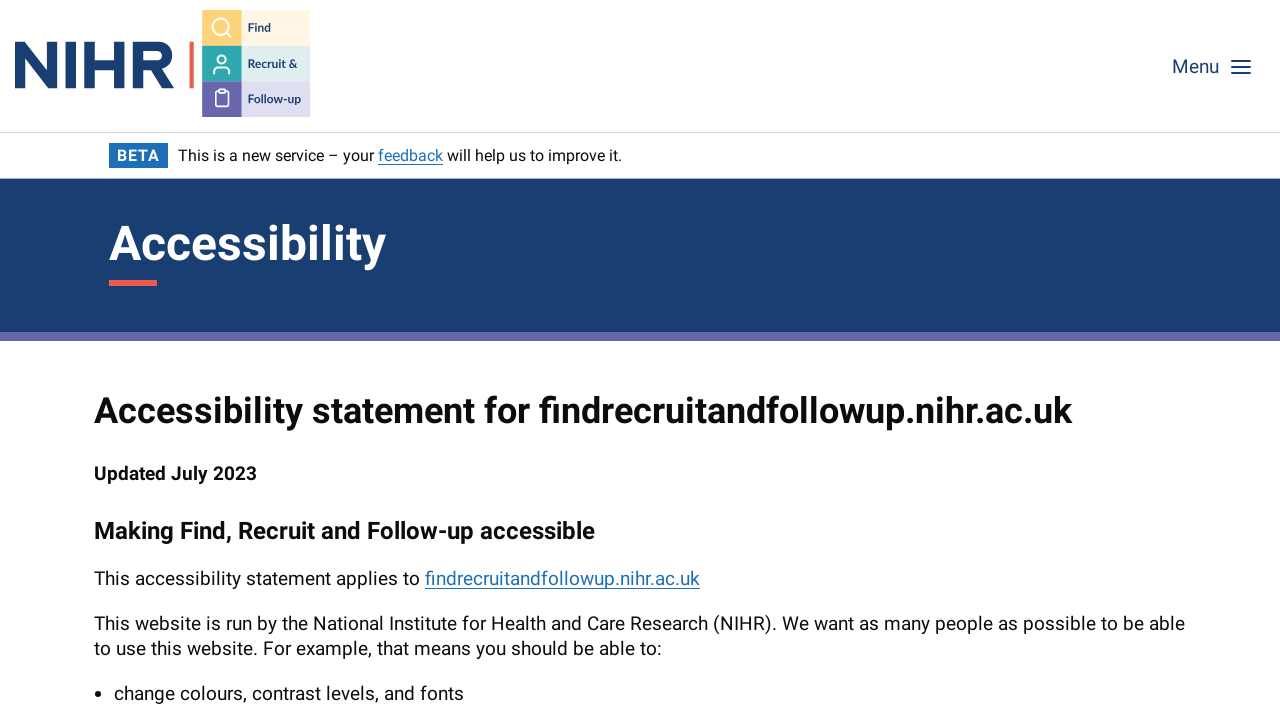 NIHR
Find
Recruit &
Follow-up
Menu
BETA This is a new service – your feedback will help us to improve it.
Accessibility
Accessibility statement for findrecruitandfollowup.nihr.ac.uk
Updated July 2023
Making Find, Recruit and Follow-up accessible
This accessibility statement applies to findrecruitandfollowup.nihr.ac.uk
This website is run by the National Institute for Health and Care Research (NIHR). We want as many people as possible to be able
to use this website. For example, that means you should be able to:
• change colours, contrast levels, and fonts